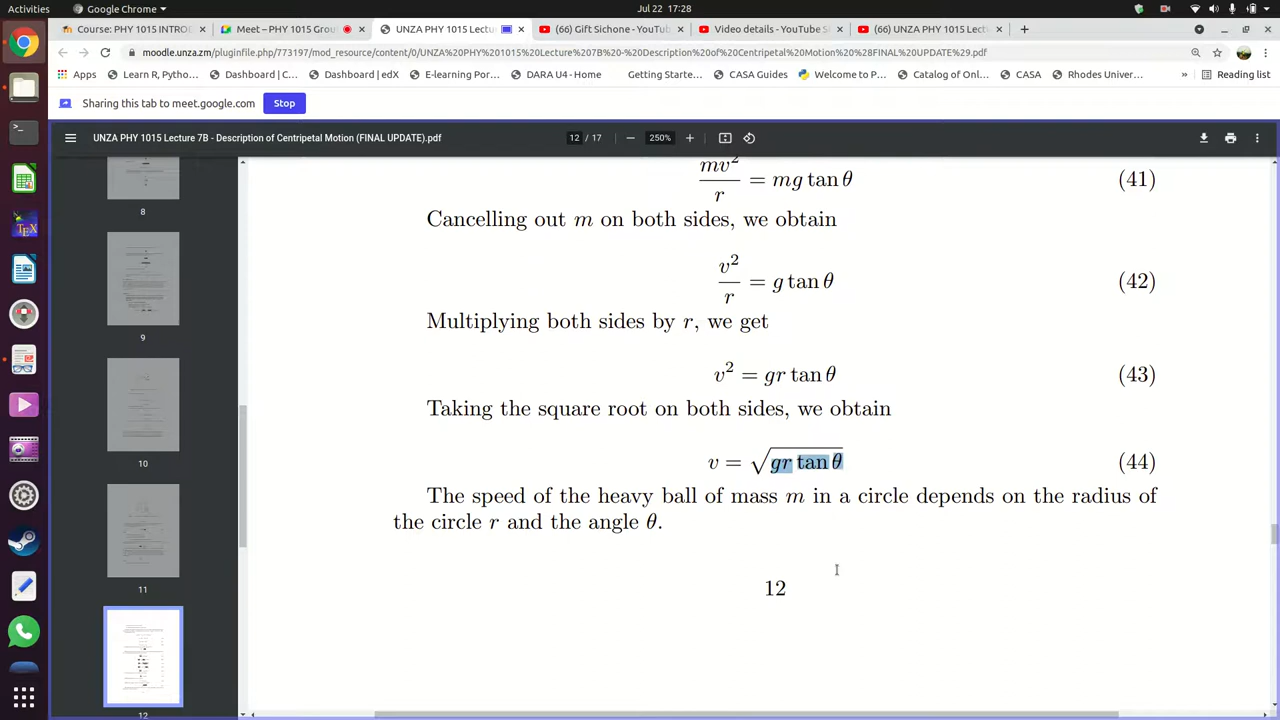 Activities
Google Chrome
Jul 22 17:28
Course: PHY 1015 INTROD
Meet – PHY 1015 Grou
UNZA PHY 1015 Lectu
(66) Gift Sichone - YouTu
Video details - YouTube S
(66) UNZA PHY 1015 Lect
moodle.unza.zm/pluginfile.php/773197/mod_resource/content/0/UNZA%20PHY%201015%20Lecture%207B%20-%20Description%20of%20Centripetal%20Motion%20%28FINAL%20UPDATE%29.pdf
Apps
Learn R, Pytho...
Dashboard | C...
Dashboard | edX
E-learning Por...
DARA U4 - Home
Getting Starte...
CASA Guides
Welcome to P...
Catalog of Onl...
CASA
Rhodes Univer...
»
Reading list
Sharing this tab to meet.google.com
Stop
UNZA PHY 1015 Lecture 7B - Description of Centripetal Motion (FINAL UPDATE).pdf
12 / 17
250%
8
9
10
11
12
mv²/r = mg tan θ (41)
Cancelling out m on both sides, we obtain
v²/r = g tan θ (42)
Multiplying both sides by r, we get
v² = gr tan θ (43)
Taking the square root on both sides, we obtain
v = √gr tan θ (44)
The speed of the heavy ball of mass m in a circle depends on the radius of
the circle r and the angle θ.
12